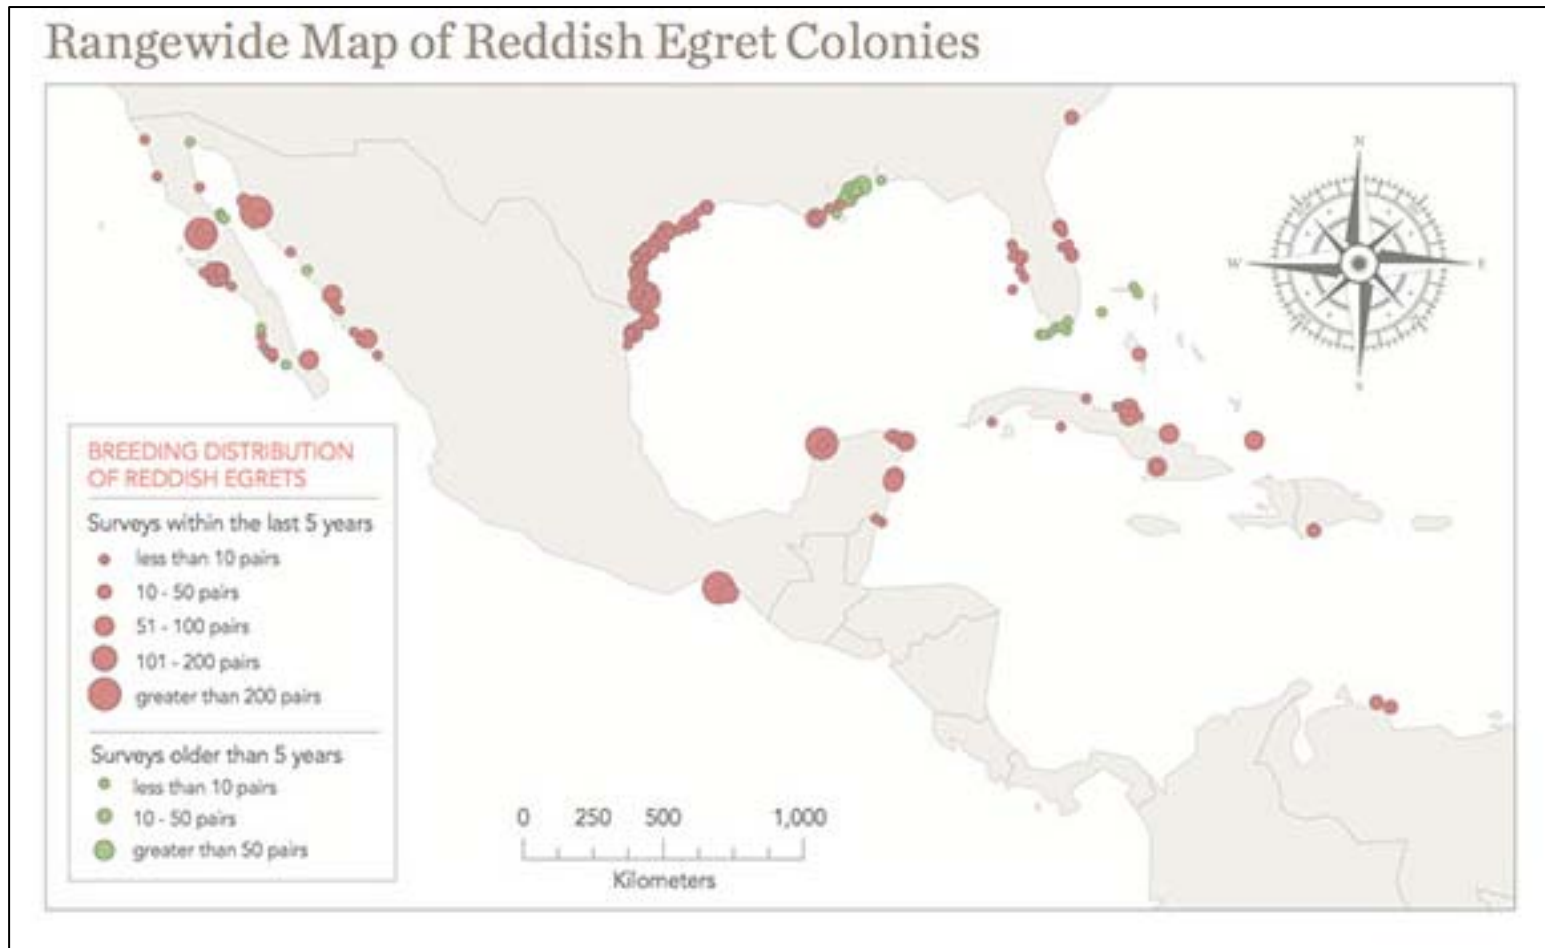 Rangewide Map of Reddish Egret Colonies
N
W
E
S
BREEDING DISTRIBUTION
OF REDDISH EGRETS
Surveys within the last 5 years
less than 10 pairs
10 - 50 pairs
51 - 100 pairs
101 - 200 pairs
greater than 200 pairs
Surveys older than 5 years
less than 10 pairs
10 - 50 pairs
greater than 50 pairs
0 250 500 1,000
Kilometers